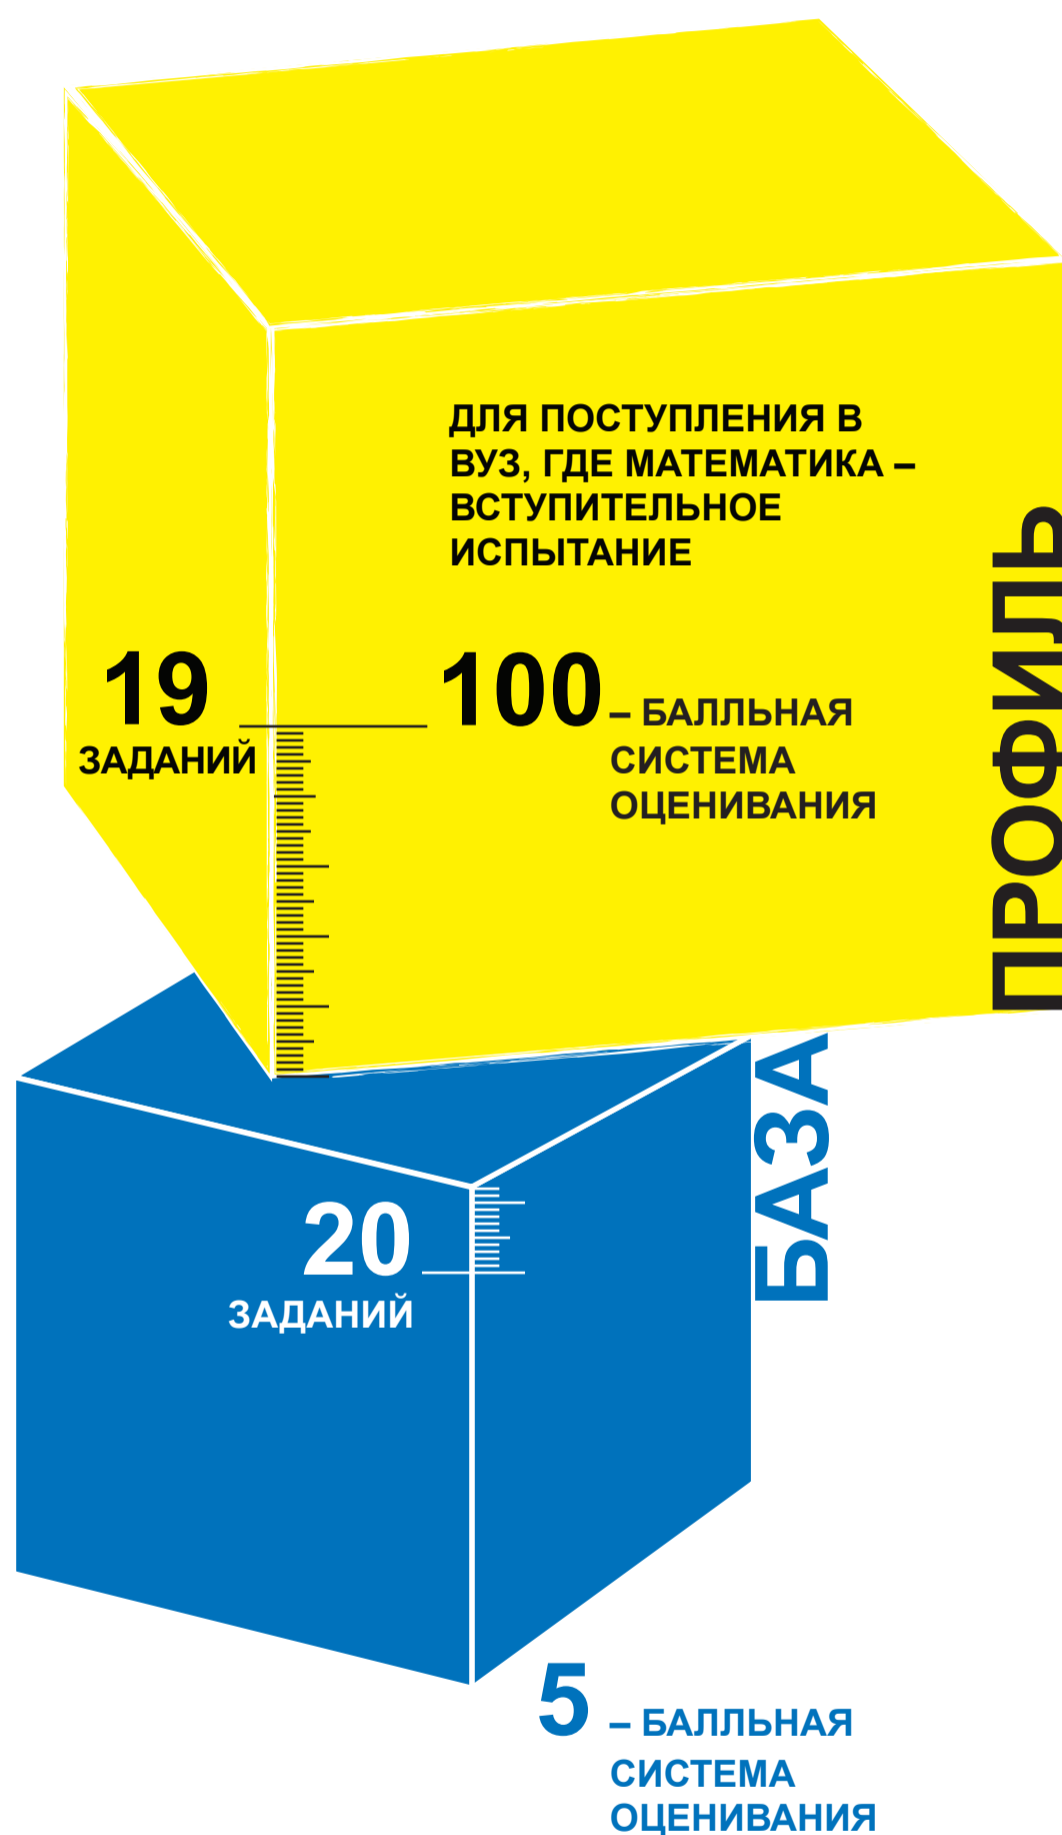 ДЛЯ ПОСТУПЛЕНИЯ В
ВУЗ, ГДЕ МАТЕМАТИКА –
ВСТУПИТЕЛЬНОЕ
ИСПЫТАНИЕ
ПРОФИЛЬ
19
ЗАДАНИЙ
100 – БАЛЛЬНАЯ
СИСТЕМА
ОЦЕНИВАНИЯ
БАЗА
20
ЗАДАНИЙ
5 – БАЛЛЬНАЯ
СИСТЕМА
ОЦЕНИВАНИЯ